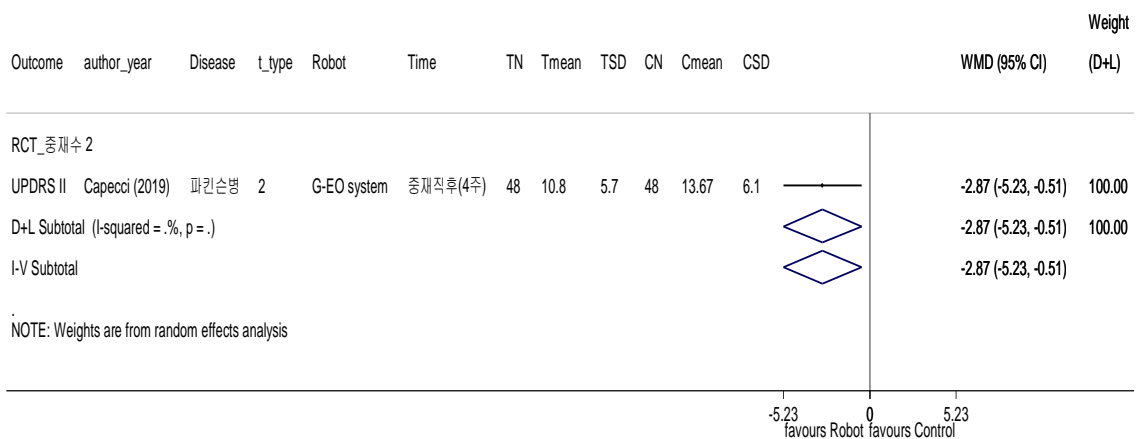 Weight
Outcome author_year Disease t_type Robot Time TN Tmean TSD CN Cmean CSD WMD (95% CI) (D+L)
RCT_중재수 2
UPDRS II Capecci (2019) 파킨슨병 2 G-EO system 중재직후(4주) 48 10.8 5.7 48 13.67 6.1 -2.87 (-5.23, -0.51) 100.00
D+L Subtotal (I-squared = .%, p = .) -2.87 (-5.23, -0.51) 100.00
I-V Subtotal -2.87 (-5.23, -0.51)
.
NOTE: Weights are from random effects analysis
-5.23 0 5.23
favours Robot favours Control